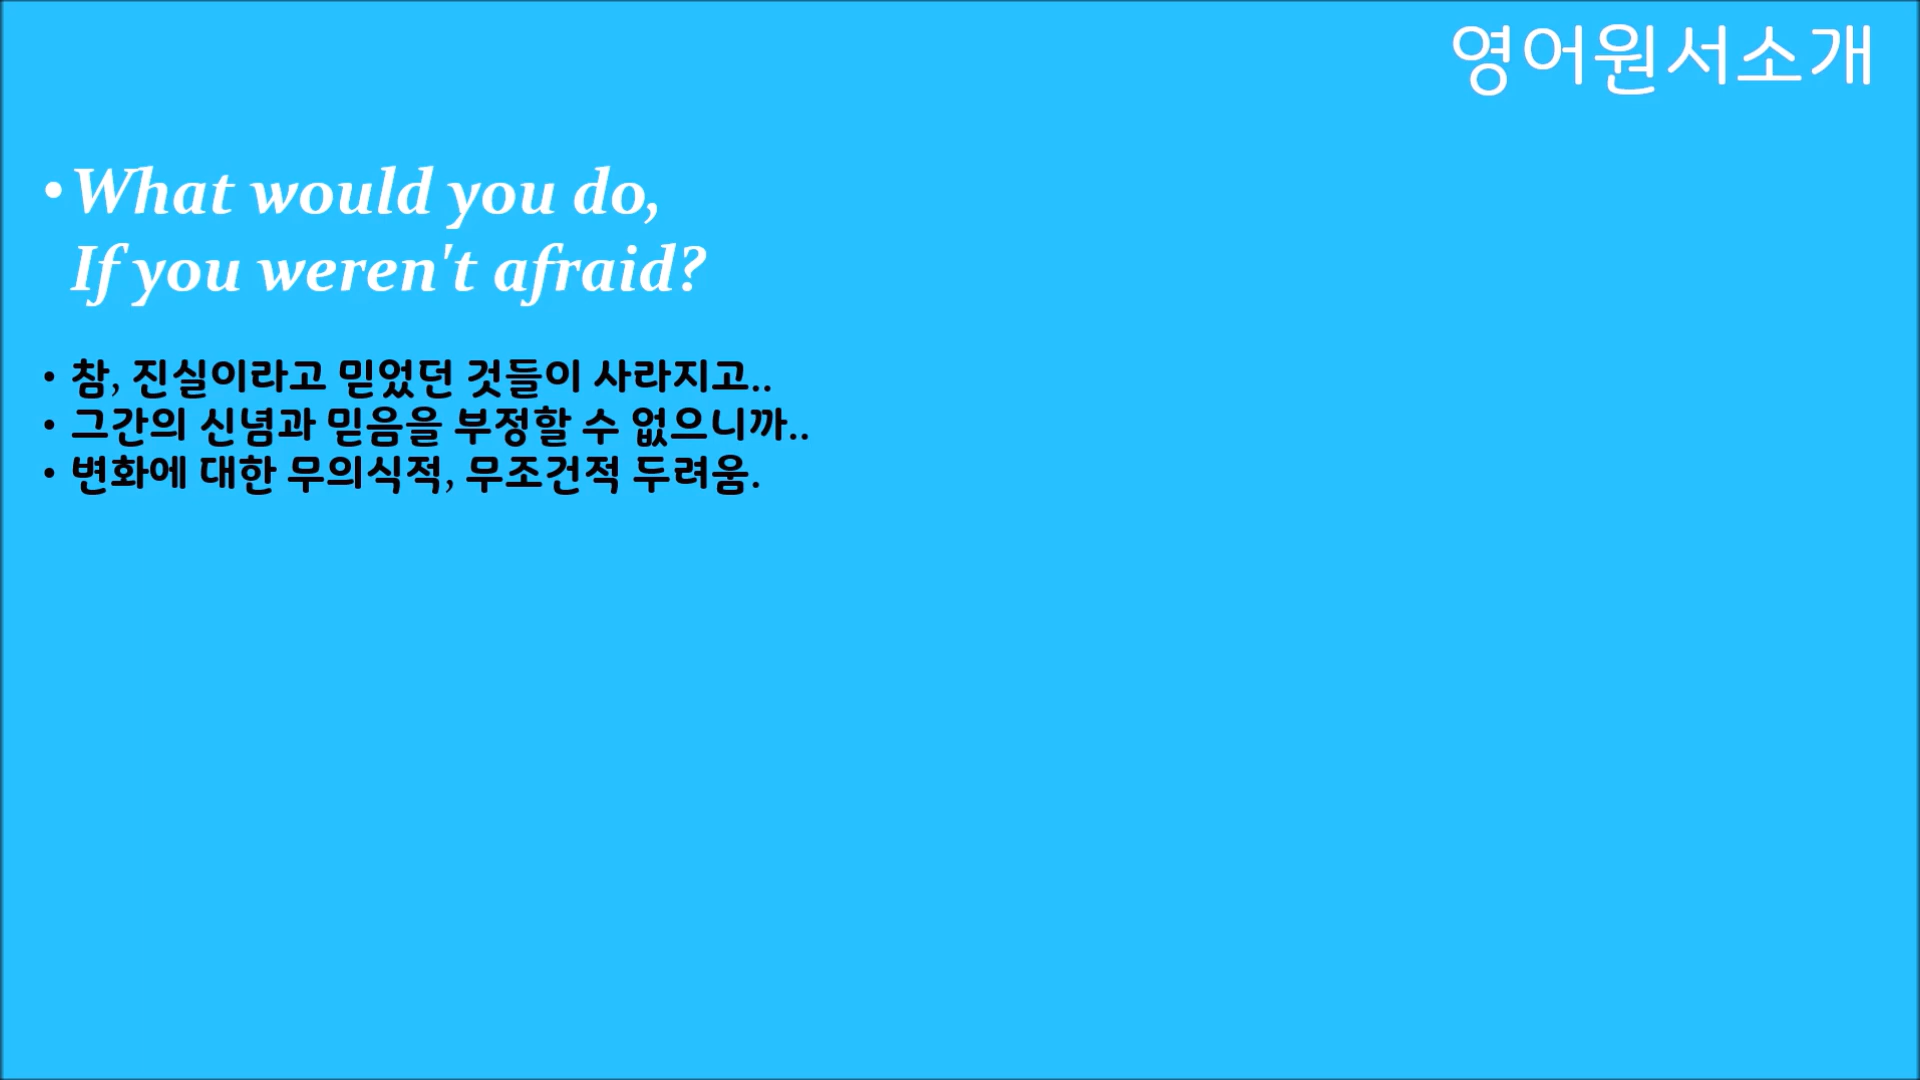 영어원서소개
• What would you do,
If you weren't afraid?
• 참, 진실이라고 믿었던 것들이 사라지고..
• 그간의 신념과 믿음을 부정할 수 없으니까..
• 변화에 대한 무의식적, 무조건적 두려움.